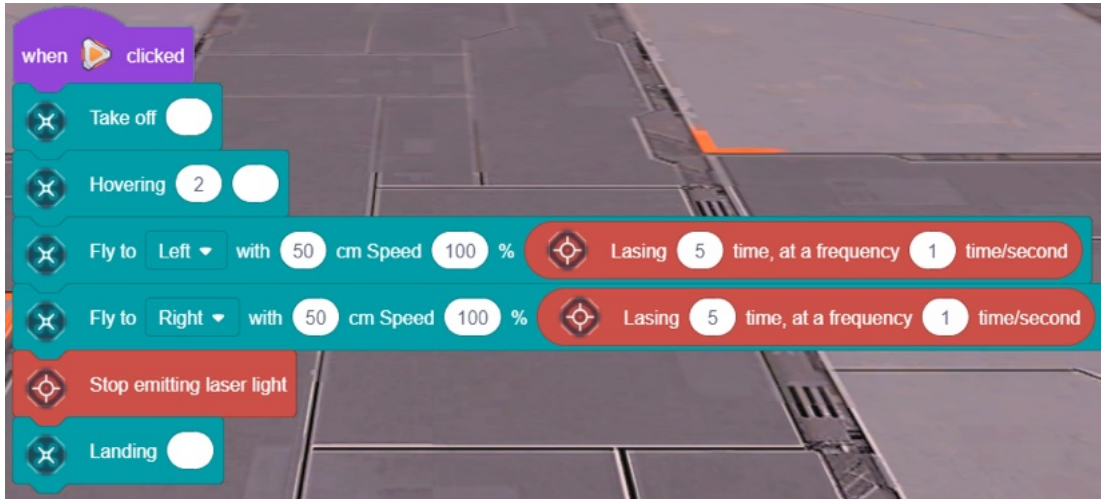 when clicked
Take off
Hovering 2
Fly to Left with 50 cm Speed 100 % Lasing 5 time, at a frequency 1 time/second
Fly to Right with 50 cm Speed 100 % Lasing 5 time, at a frequency 1 time/second
Stop emitting laser light
Landing